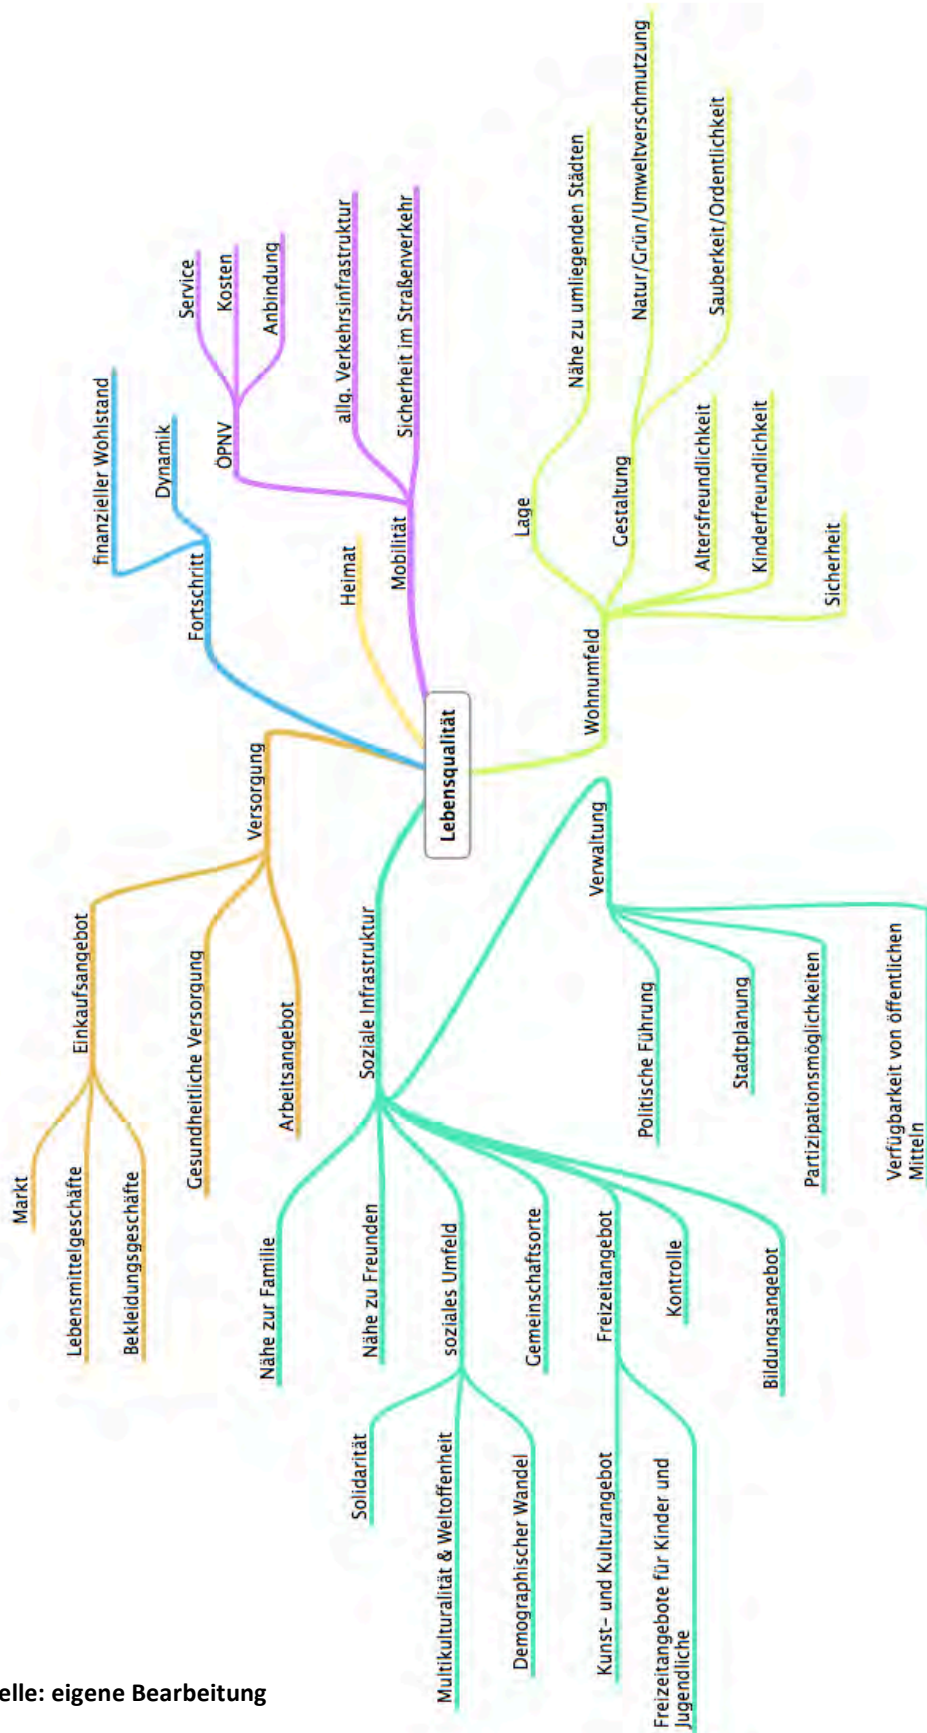 Lebensqualität
Versorgung
Einkaufsangebot
Markt
Lebensmittelgeschäfte
Bekleidungsgeschäfte
Gesundheitliche Versorgung
Arbeitsangebot
Soziale Infrastruktur
Nähe zur Familie
Nähe zu Freunden
soziales Umfeld
Solidarität
Multikulturalität & Weltoffenheit
Demographischer Wandel
Gemeinschaftsorte
Freizeitangebot
Kunst- und Kulturangebot
Freizeitangebote für Kinder und
Jugendliche
Kontrolle
Bildungsangebot
Verwaltung
Politische Führung
Stadtplanung
Partizipationsmöglichkeiten
Verfügbarkeit von öffentlichen
Mitteln
Fortschritt
finanzieller Wohlstand
Dynamik
Heimat
Mobilität
ÖPNV
Service
Kosten
Anbindung
allg. Verkehrsinfrastruktur
Sicherheit im Straßenverkehr
Wohnumfeld
Lage
Nähe zu umliegenden Städten
Gestaltung
Natur/Grün/Umweltverschmutzung
Sauberkeit/Ordentlichkeit
Altersfreundlichkeit
Kinderfreundlichkeit
Sicherheit
elle: eigene Bearbeitung